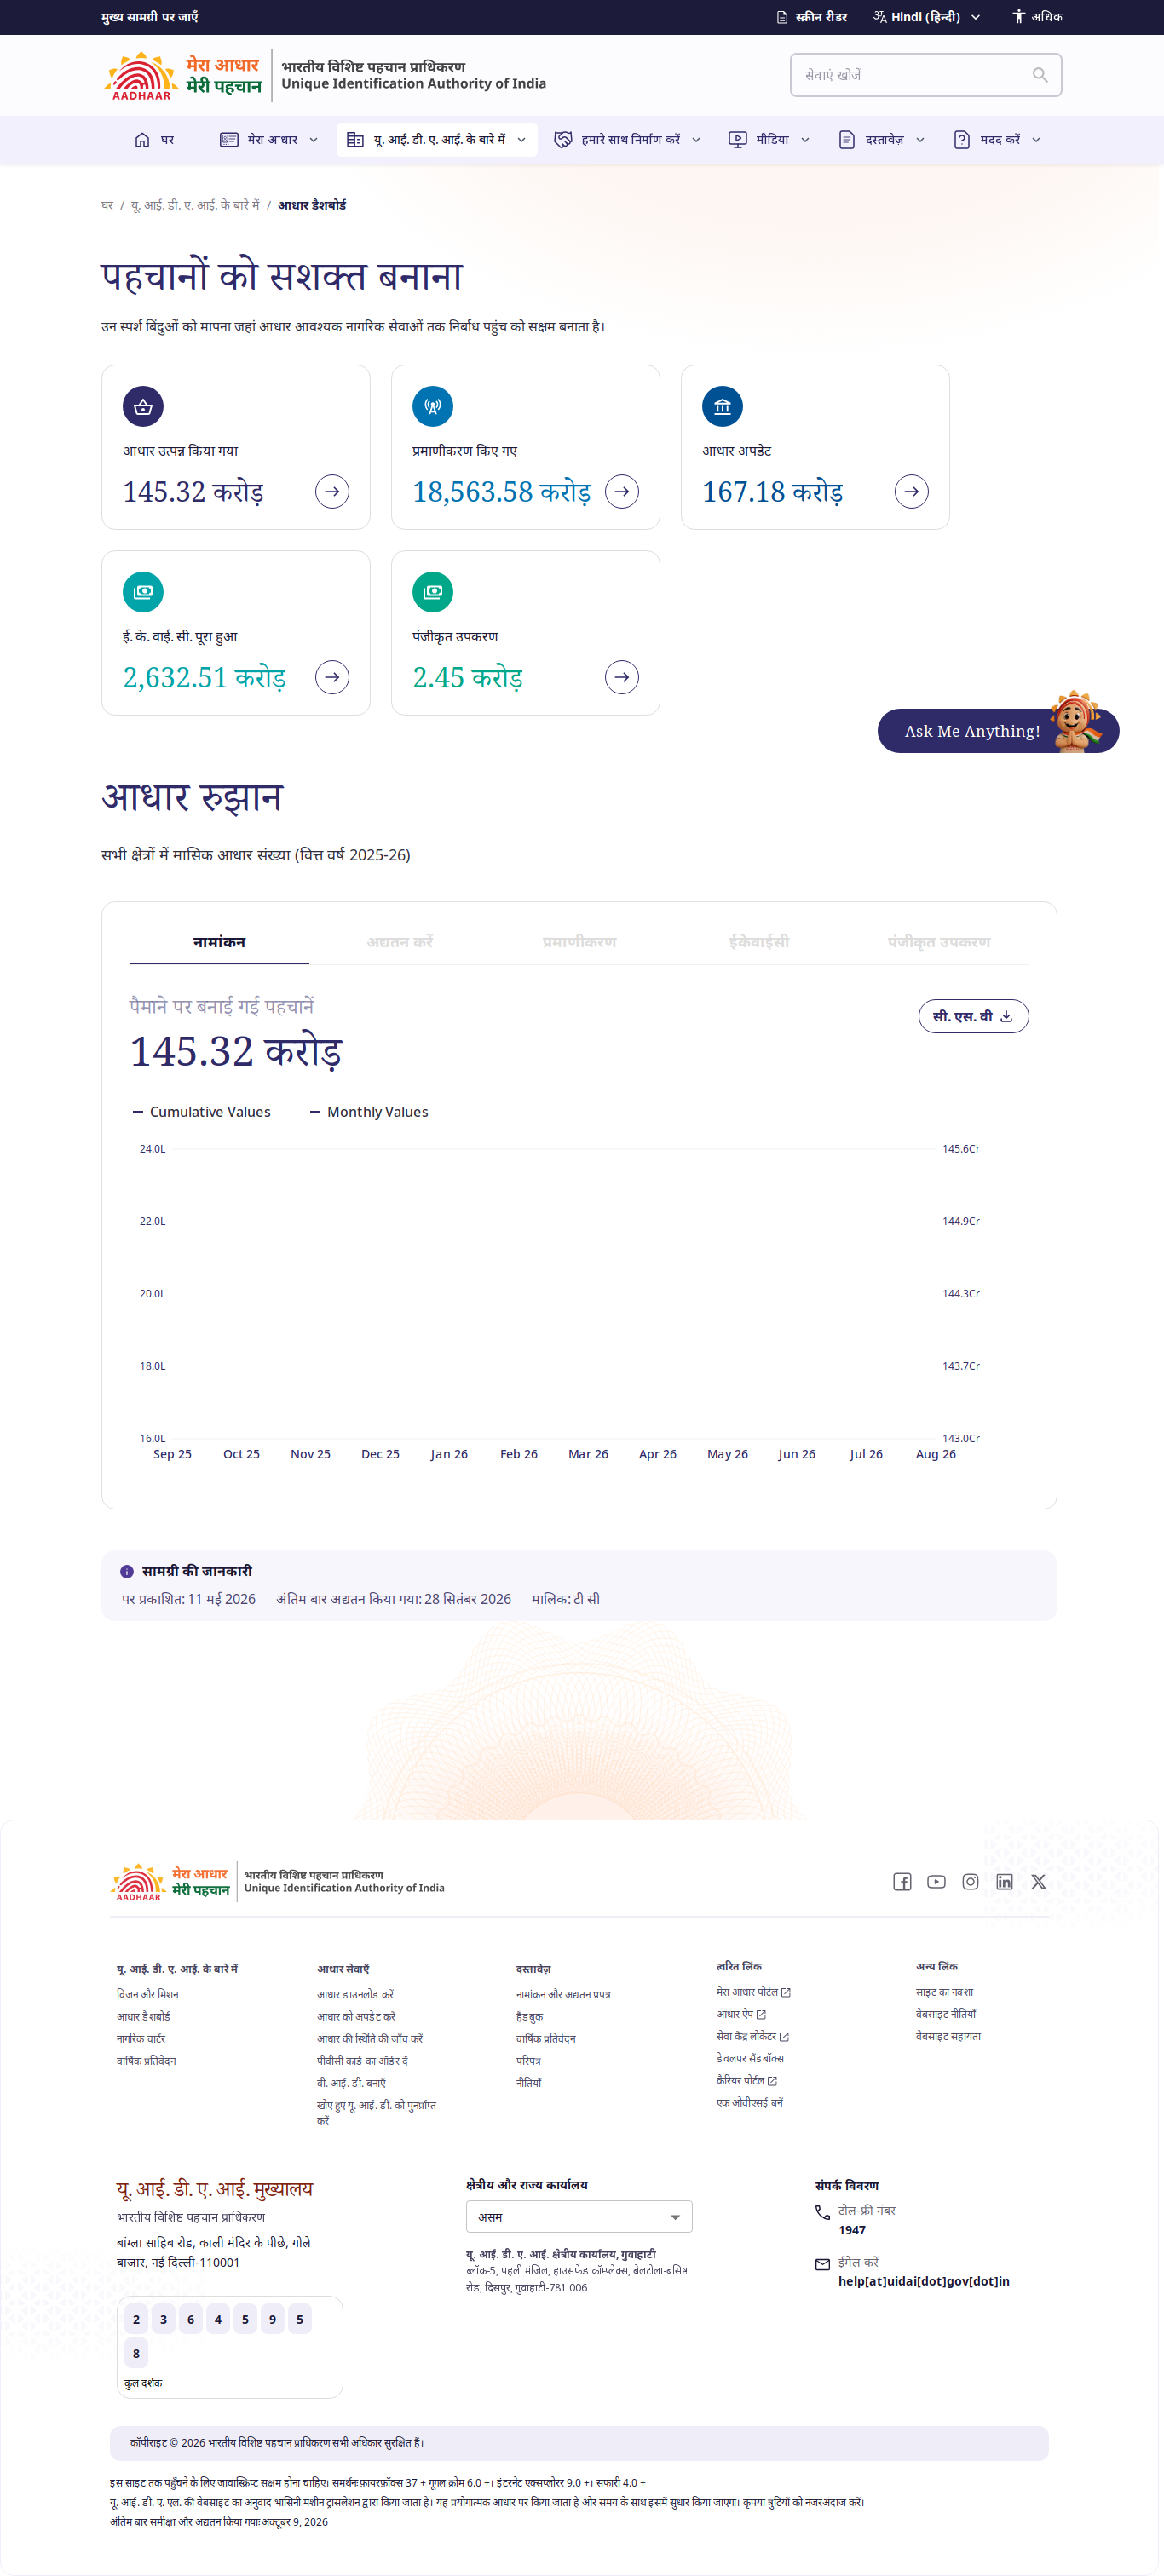 मुख्य सामग्री पर जाएँ
स्क्रीन रीडर
Hindi (हिन्दी)
अधिक
मेरा आधार
मेरी पहचान
AADHAAR
भारतीय विशिष्ट पहचान प्राधिकरण
Unique Identification Authority of India
सेवाएं खोजें
घर
मेरा आधार
यू. आई. डी. ए. आई. के बारे में
हमारे साथ निर्माण करें
मीडिया
दस्तावेज़
मदद करें
घर / यू. आई. डी. ए. आई. के बारे में / आधार डैशबोर्ड
पहचानों को सशक्त बनाना
उन स्पर्श बिंदुओं को मापना जहां आधार आवश्यक नागरिक सेवाओं तक निर्बाध पहुंच को सक्षम बनाता है।
आधार उत्पन्न किया गया
145.32 करोड़
प्रमाणीकरण किए गए
18,563.58 करोड़
आधार अपडेट
167.18 करोड़
ई. के. वाई. सी. पूरा हुआ
2,632.51 करोड़
पंजीकृत उपकरण
2.45 करोड़
Ask Me Anything!
आधार रुझान
सभी क्षेत्रों में मासिक आधार संख्या (वित्त वर्ष 2025-26)
नामांकन
अद्यतन करें
प्रमाणीकरण
ईकेवाईसी
पंजीकृत उपकरण
पैमाने पर बनाई गई पहचानें
145.32 करोड़
सी. एस. वी
Cumulative Values
Monthly Values
24.0L
145.6Cr
22.0L
144.9Cr
20.0L
144.3Cr
18.0L
143.7Cr
16.0L
143.0Cr
Sep 25 Oct 25 Nov 25 Dec 25 Jan 26 Feb 26 Mar 26 Apr 26 May 26 Jun 26 Jul 26 Aug 26
सामग्री की जानकारी
पर प्रकाशित: 11 मई 2026 अंतिम बार अद्यतन किया गया: 28 सितंबर 2026 मालिक: टी सी
मेरा आधार
मेरी पहचान
AADHAAR
भारतीय विशिष्ट पहचान प्राधिकरण
Unique Identification Authority of India
यू. आई. डी. ए. आई. के बारे में
विजन और मिशन
आधार डैशबोर्ड
नागरिक चार्टर
वार्षिक प्रतिवेदन
आधार सेवाएँ
आधार डाउनलोड करें
आधार को अपडेट करें
आधार की स्थिति की जाँच करें
पीवीसी कार्ड का ऑर्डर दें
वी. आई. डी. बनाएँ
खोए हुए यू. आई. डी. को पुनर्प्राप्त
करें
दस्तावेज़
नामांकन और अद्यतन प्रपत्र
हैंडबुक
वार्षिक प्रतिवेदन
परिपत्र
नीतियाँ
त्वरित लिंक
मेरा आधार पोर्टल
आधार ऐप
सेवा केंद्र लोकेटर
डेवलपर सैंडबॉक्स
कैरियर पोर्टल
एक ओवीएसई बनें
अन्य लिंक
साइट का नक्शा
वेबसाइट नीतियाँ
वेबसाइट सहायता
यू. आई. डी. ए. आई. मुख्यालय
भारतीय विशिष्ट पहचान प्राधिकरण
बांग्ला साहिब रोड, काली मंदिर के पीछे, गोले
बाजार, नई दिल्ली-110001
2 3 6 4 5 9 5
8
कुल दर्शक
क्षेत्रीय और राज्य कार्यालय
असम
यू. आई. डी. ए. आई. क्षेत्रीय कार्यालय, गुवाहाटी
ब्लॉक-5, पहली मंजिल, हाउसफेड कॉम्प्लेक्स, बेलटोला-बसिष्ठा
रोड, दिसपुर, गुवाहाटी-781 006
संपर्क विवरण
टोल-फ्री नंबर
1947
ईमेल करें
help[at]uidai[dot]gov[dot]in
कॉपीराइट © 2026 भारतीय विशिष्ट पहचान प्राधिकरण सभी अधिकार सुरक्षित हैं।
इस साइट तक पहुँचने के लिए जावास्क्रिप्ट सक्षम होना चाहिए। समर्थनः फ़ायरफ़ॉक्स 37 + गूगल क्रोम 6.0 +। इंटरनेट एक्सप्लोरर 9.0 +। सफारी 4.0 +
यू. आई. डी. ए. एल. की वेबसाइट का अनुवाद भासिनी मशीन ट्रांसलेशन द्वारा किया जाता है। यह प्रयोगात्मक आधार पर किया जाता है और समय के साथ इसमें सुधार किया जाएगा। कृपया त्रुटियों को नजरअंदाज करें।
अंतिम बार समीक्षा और अद्यतन किया गयाः अक्टूबर 9, 2026